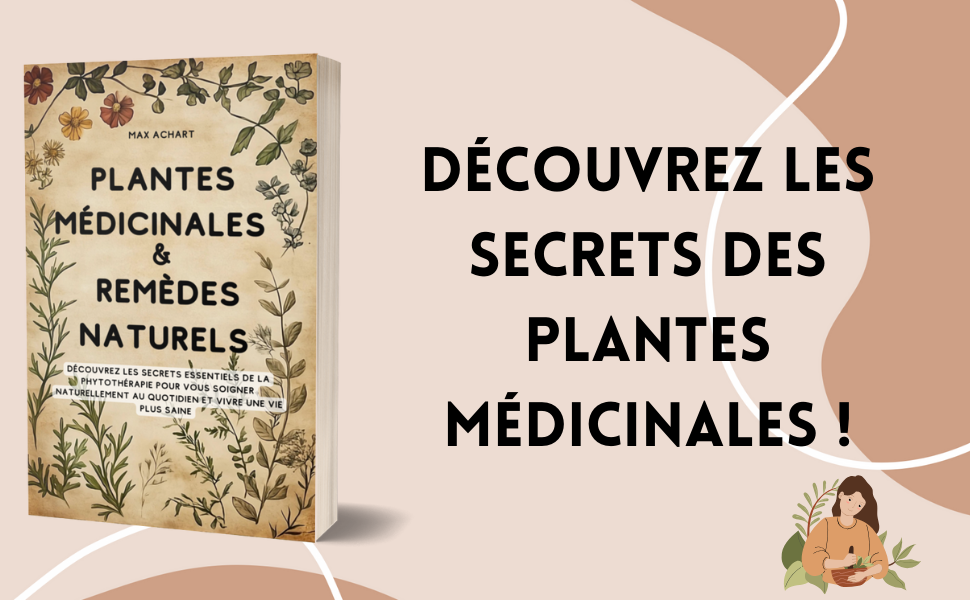 MAX ACHART
PLANTES
MÉDICINALES
&
REMÈDES
NATURELS
DÉCOUVREZ LES SECRETS ESSENTIELS DE LA
PHYTOTHÉRAPIE POUR VOUS SOIGNER
NATURELLEMENT AU QUOTIDIEN ET VIVRE UNE VIE
PLUS SAINE
DÉCOUVREZ LES
SECRETS DES
PLANTES
MÉDICINALES !